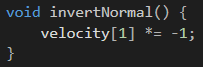 void invertNormal() {
    velocity[1] *= -1;
}